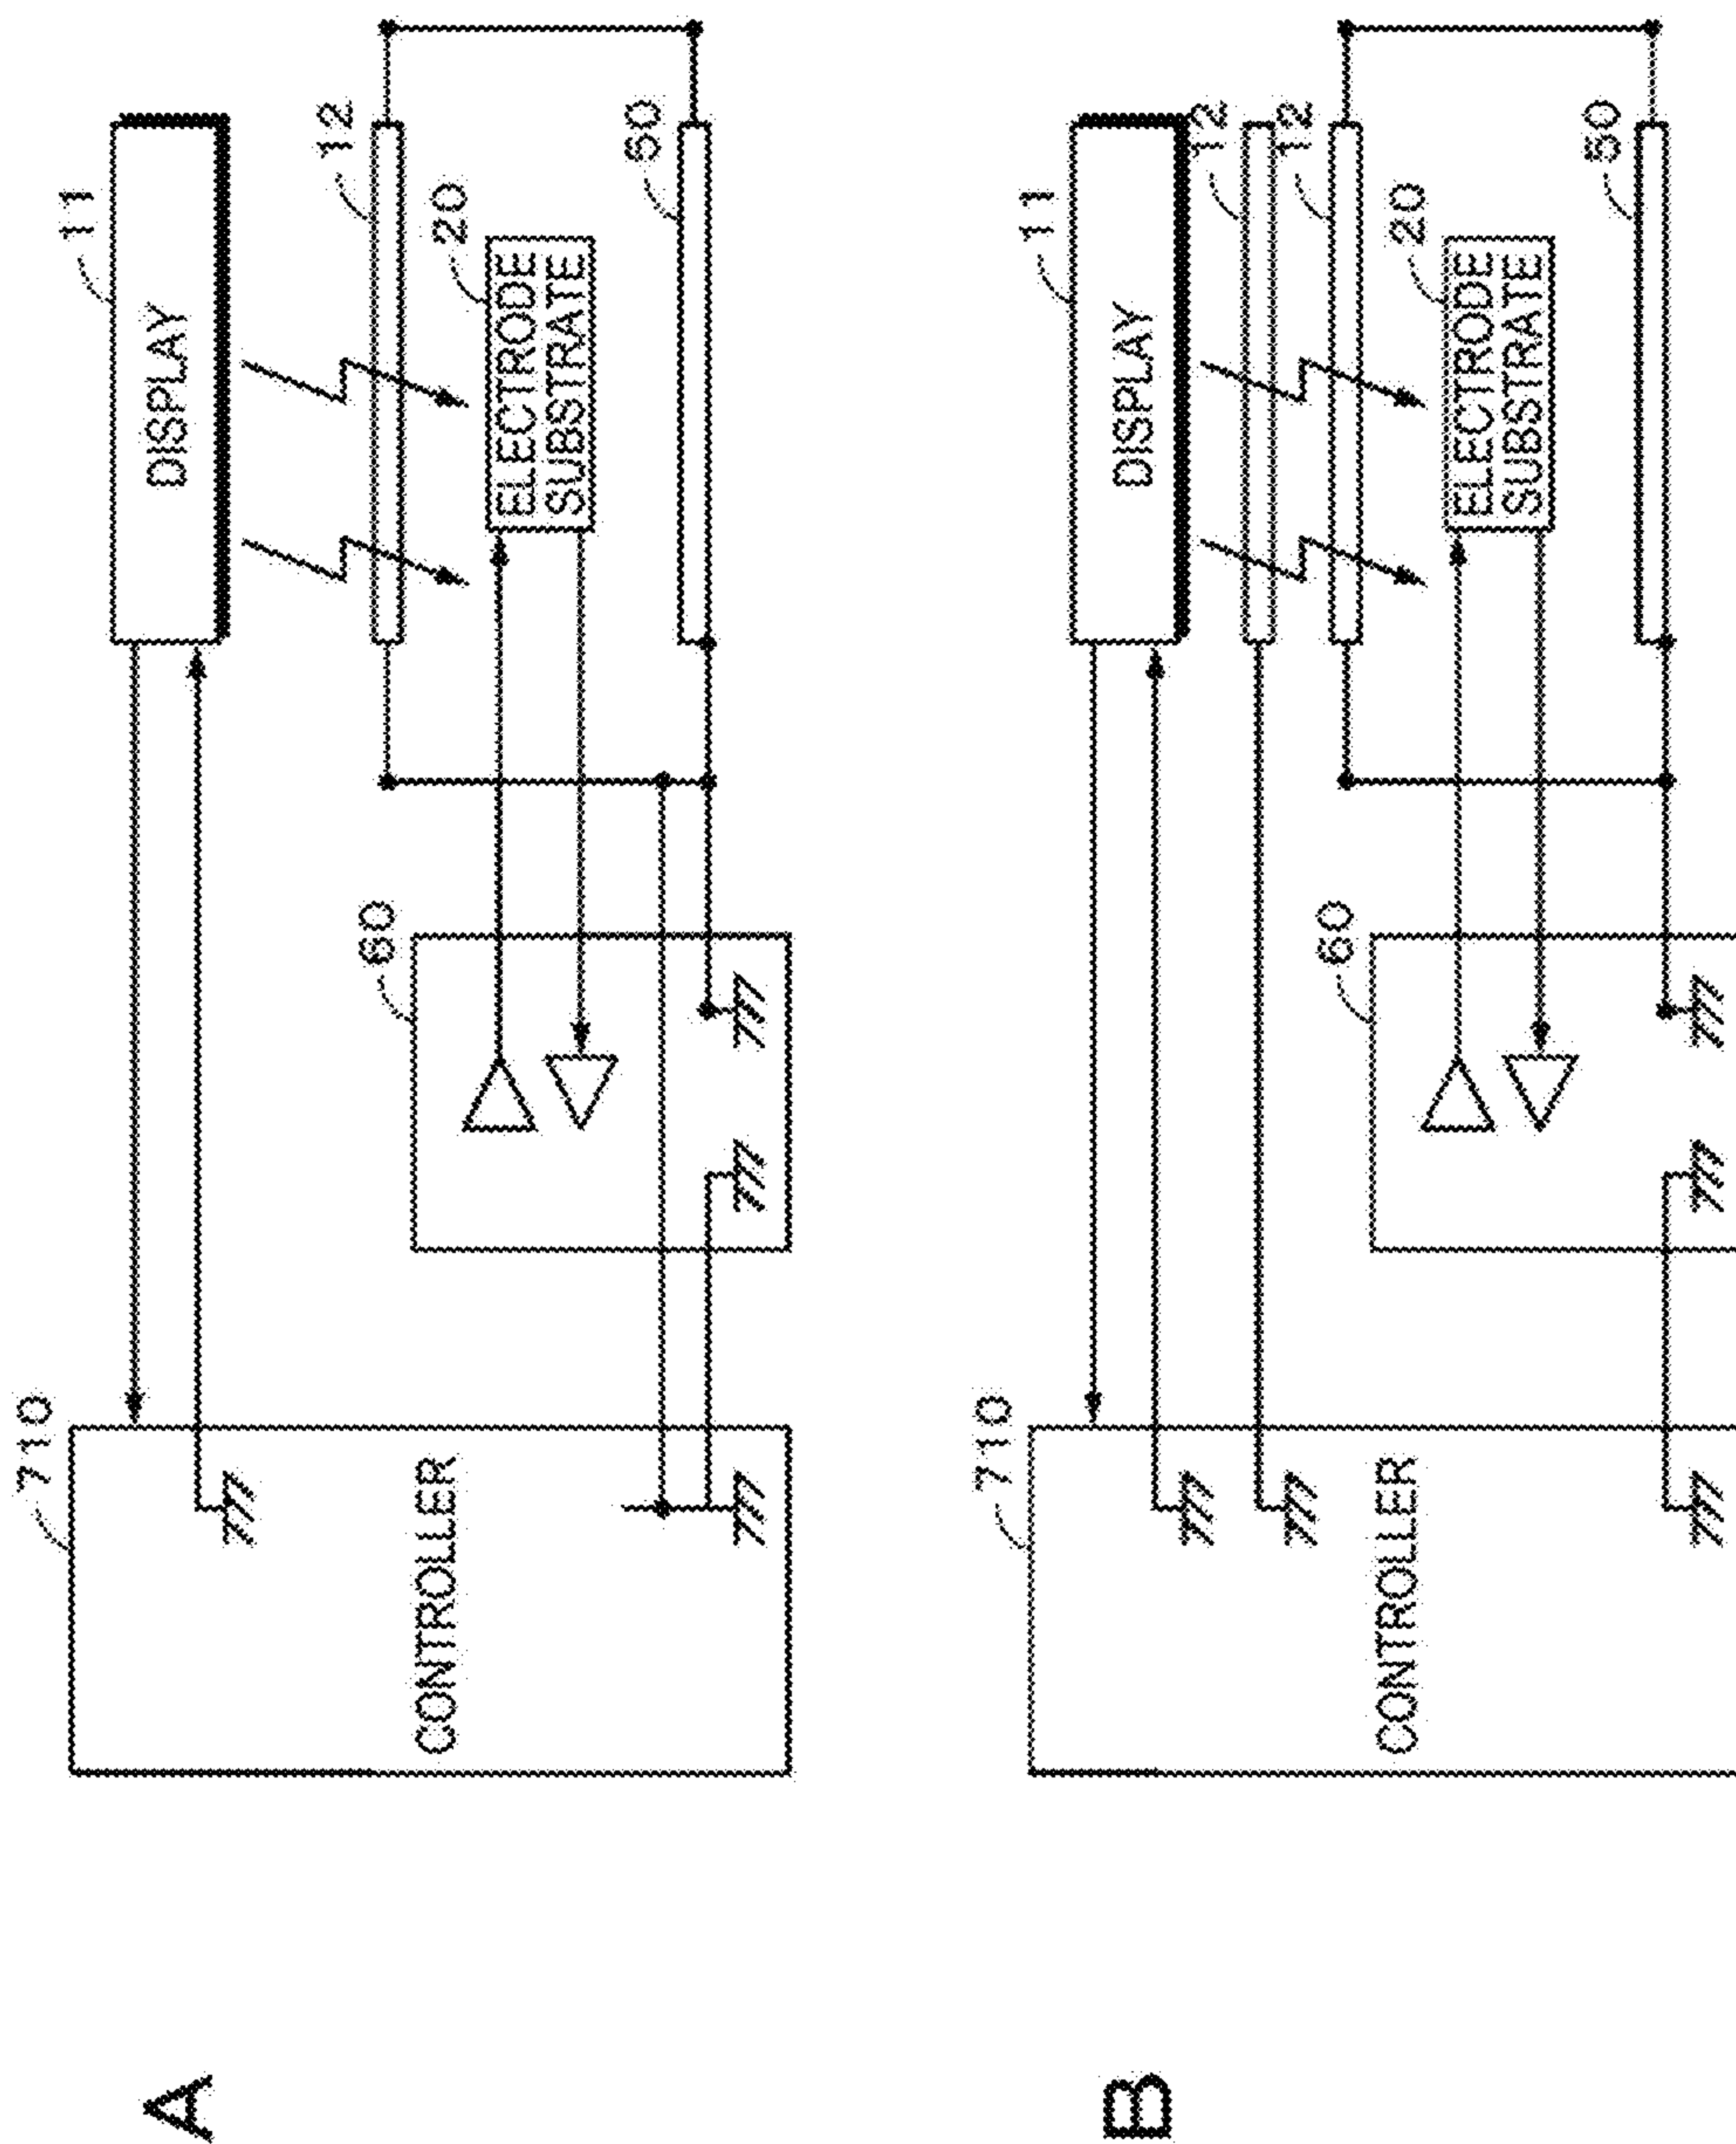 A
710
CONTROLLER
60
11
DISPLAY
12
20
ELECTRODE
SUBSTRATE
50
B
710
CONTROLLER
60
11
DISPLAY
12
12
20
ELECTRODE
SUBSTRATE
50